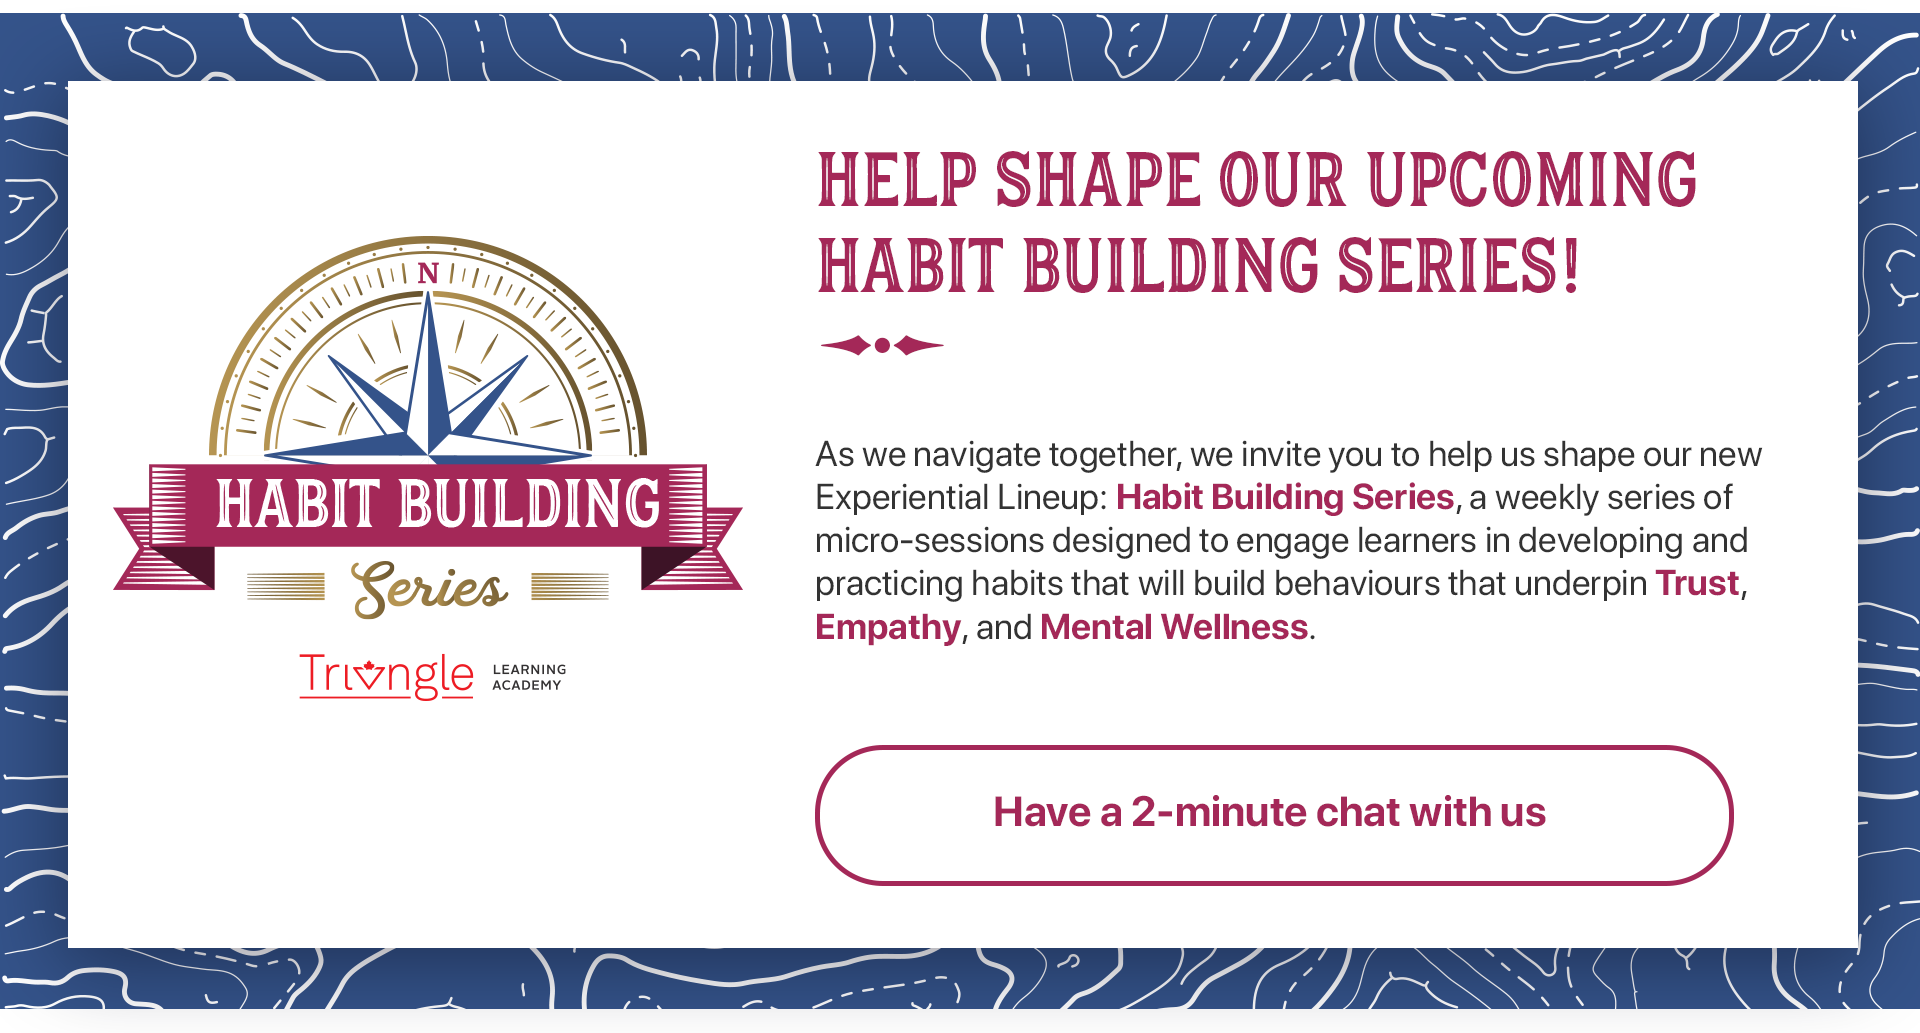 HELP SHAPE OUR UPCOMING
HABIT BUILDING SERIES!
N
HABIT BUILDING
Series
Triangle LEARNING
ACADEMY
As we navigate together, we invite you to help us shape our new
Experiential Lineup: Habit Building Series, a weekly series of
micro-sessions designed to engage learners in developing and
practicing habits that will build behaviours that underpin Trust,
Empathy, and Mental Wellness.
Have a 2-minute chat with us